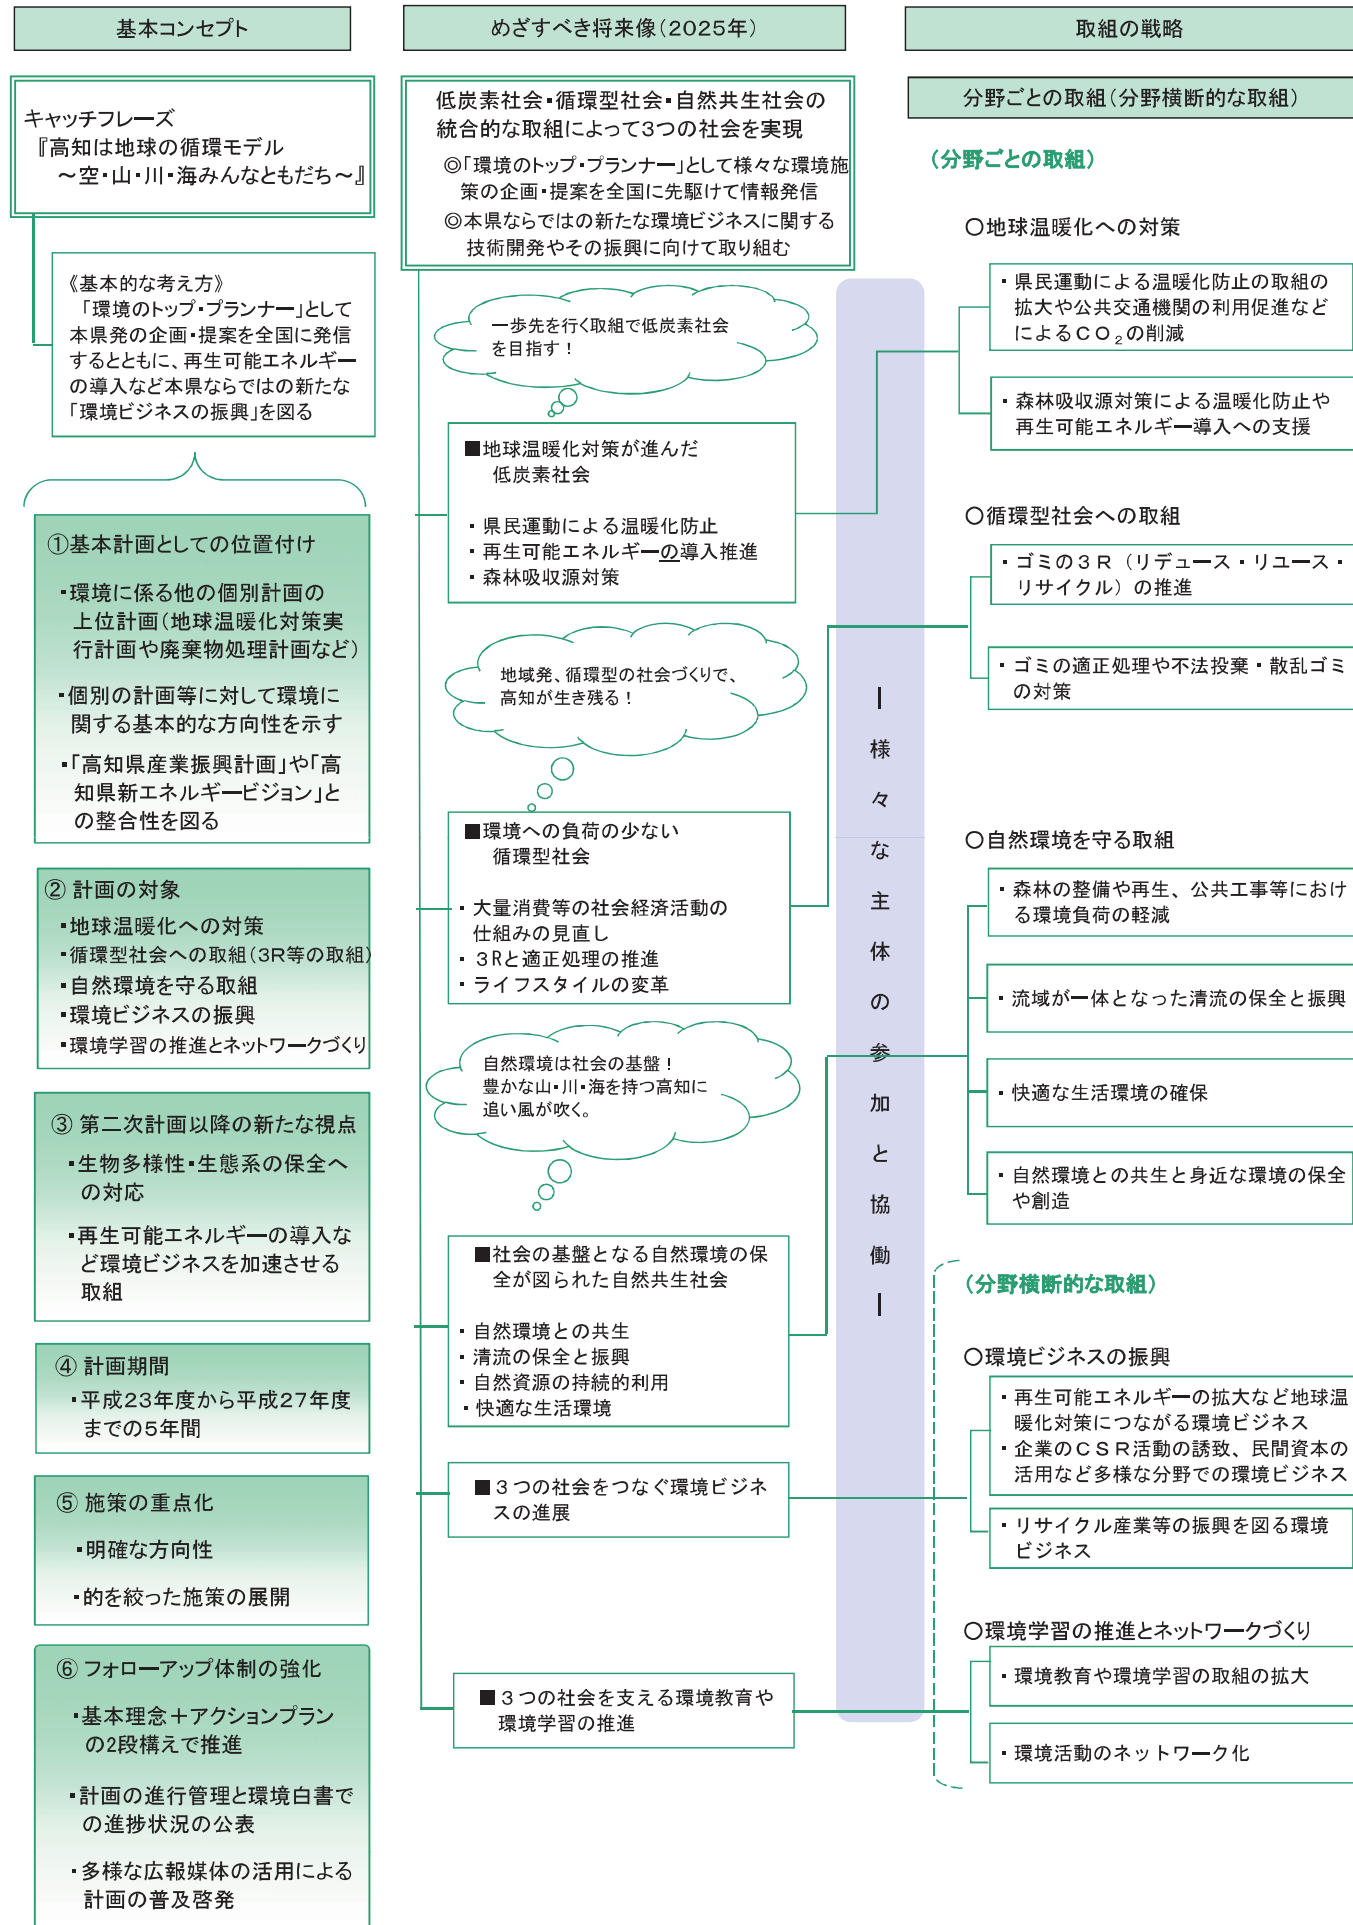 基本コンセプト
キャッチフレーズ
『高知は地球の循環モデル
～空・山・川・海みんなともだち～』
《基本的な考え方》
「環境のトップ・プランナー」として
本県発の企画・提案を全国に発信
するとともに、再生可能エネルギー
の導入など本県ならではの新たな
「環境ビジネスの振興」を図る
①基本計画としての位置付け
・環境に係る他の個別計画の
上位計画（地球温暖化対策実
行計画や廃棄物処理計画など）
・個別の計画等に対して環境に
関する基本的な方向性を示す
・「高知県産業振興計画」や「高
知県新エネルギービジョン」と
の整合性を図る
② 計画の対象
・地球温暖化への対策
・循環型社会への取組（3R等の取組）
・自然環境を守る取組
・環境ビジネスの振興
・環境学習の推進とネットワークづくり
③ 第二次計画以降の新たな視点
・生物多様性・生態系の保全へ
の対応
・再生可能エネルギーの導入な
ど環境ビジネスを加速させる
取組
④ 計画期間
・平成23年度から平成27年度
までの5年間
⑤ 施策の重点化
・明確な方向性
・的を絞った施策の展開
⑥ フォローアップ体制の強化
・基本理念＋アクションプラン
の2段構えで推進
・計画の進行管理と環境白書で
の進捗状況の公表
・多様な広報媒体の活用による
計画の普及啓発
めざすべき将来像（2025年）
低炭素社会・循環型社会・自然共生社会の
統合的な取組によって3つの社会を実現
◎「環境のトップ・プランナー」として様々な環境施
策の企画・提案を全国に先駆けて情報発信
◎本県ならではの新たな環境ビジネスに関する
技術開発やその振興に向けて取り組む
一歩先を行く取組で低炭素社会
を目指す！
■地球温暖化対策が進んだ
低炭素社会
・県民運動による温暖化防止
・再生可能エネルギーの導入推進
・森林吸収源対策
地域発、循環型の社会づくりで、
高知が生き残る！
■環境への負荷の少ない
循環型社会
・大量消費等の社会経済活動の
仕組みの見直し
・3Rと適正処理の推進
・ライフスタイルの変革
自然環境は社会の基盤！
豊かな山・川・海を持つ高知に
追い風が吹く。
■社会の基盤となる自然環境の保
全が図られた自然共生社会
・自然環境との共生
・清流の保全と振興
・自然資源の持続的利用
・快適な生活環境
■３つの社会をつなぐ環境ビジネ
スの進展
■３つの社会を支える環境教育や
環境学習の推進
ー様々な主体の参加と協働ー
取組の戦略
分野ごとの取組（分野横断的な取組）
（分野ごとの取組）
〇地球温暖化への対策
・県民運動による温暖化防止の取組の
拡大や公共交通機関の利用促進など
によるＣＯ₂の削減
・森林吸収源対策による温暖化防止や
再生可能エネルギー導入への支援
〇循環型社会への取組
・ゴミの３Ｒ（リデュース・リユース・
リサイクル）の推進
・ゴミの適正処理や不法投棄・散乱ゴミ
の対策
〇自然環境を守る取組
・森林の整備や再生、公共工事等におけ
る環境負荷の軽減
・流域が一体となった清流の保全と振興
・快適な生活環境の確保
・自然環境との共生と身近な環境の保全
や創造
（分野横断的な取組）
〇環境ビジネスの振興
・再生可能エネルギーの拡大など地球温
暖化対策につながる環境ビジネス
・企業のＣＳＲ活動の誘致、民間資本の
活用など多様な分野での環境ビジネス
・リサイクル産業等の振興を図る環境
ビジネス
〇環境学習の推進とネットワークづくり
・環境教育や環境学習の取組の拡大
・環境活動のネットワーク化